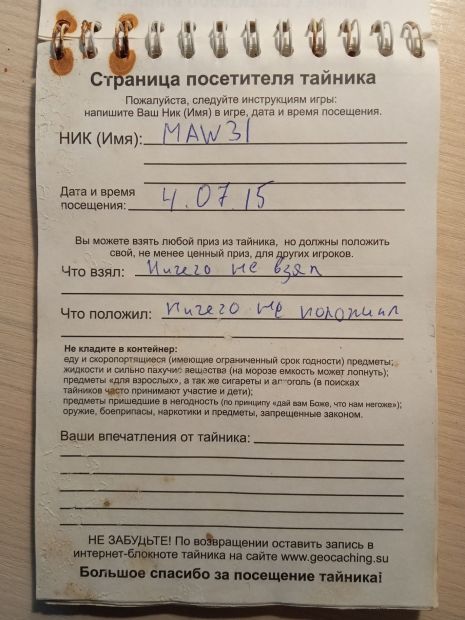 Страница посетителя тайника
Пожалуйста, следуйте инструкциям игры:
напишите Ваш Ник (Имя) в игре, дата и время посещения.
НИК (Имя): MAW31
Дата и время
посещения: 4.07.15
Вы можете взять любой приз из тайника, но должны положить
свой, не менее ценный приз, для других игроков.
Что взял: Ничего не взял
Что положил: ничего не положил
Не кладите в контейнер:
еду и скоропортящиеся (имеющие ограниченный срок годности) предметы;
жидкости и сильно пахучие вещества (на морозе емкость может лопнуть);
предметы «для взрослых», а так же сигареты и алкоголь (в поисках
тайников часто принимают участие и дети);
предметы пришедшие в негодность (по принципу «дай вам Боже, что нам негоже»);
оружие, боеприпасы, наркотики и предметы, запрещенные законом.
Ваши впечатления от тайника:
НЕ ЗАБУДЬТЕ! По возвращении оставить запись в
интернет-блокноте тайника на сайте www.geocaching.su
Большое спасибо за посещение тайника!